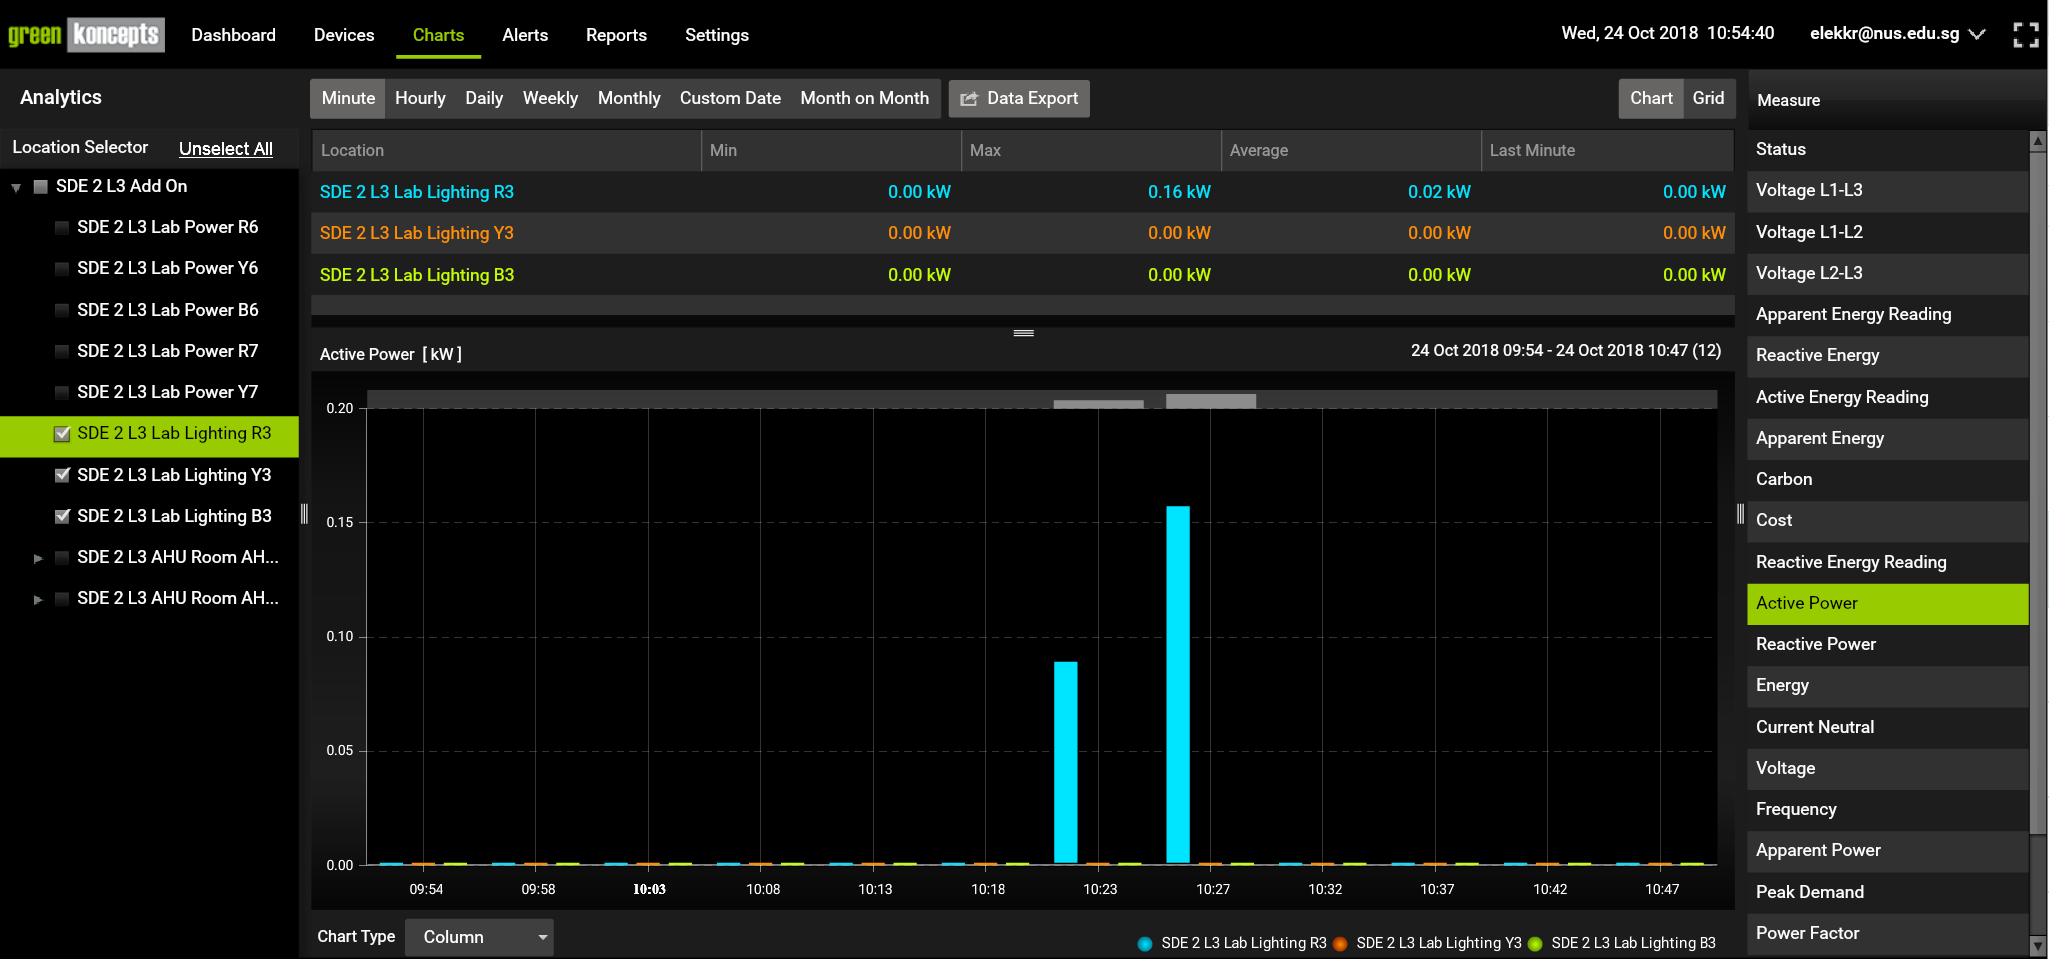 green koncepts Dashboard Devices Charts Alerts Reports Settings Wed, 24 Oct 2018 10:54:40 elekkr@nus.edu.sg
Analytics
Location Selector Unselect All
SDE 2 L3 Add On
SDE 2 L3 Lab Power R6
SDE 2 L3 Lab Power Y6
SDE 2 L3 Lab Power B6
SDE 2 L3 Lab Power R7
SDE 2 L3 Lab Power Y7
SDE 2 L3 Lab Lighting R3
SDE 2 L3 Lab Lighting Y3
SDE 2 L3 Lab Lighting B3
SDE 2 L3 AHU Room AH...
SDE 2 L3 AHU Room AH...
Minute Hourly Daily Weekly Monthly Custom Date Month on Month Data Export Chart Grid
Location Min Max Average Last Minute
SDE 2 L3 Lab Lighting R3 0.00 kW 0.16 kW 0.02 kW 0.00 kW
SDE 2 L3 Lab Lighting Y3 0.00 kW 0.00 kW 0.00 kW 0.00 kW
SDE 2 L3 Lab Lighting B3 0.00 kW 0.00 kW 0.00 kW 0.00 kW
Active Power [ kW ] 24 Oct 2018 09:54 - 24 Oct 2018 10:47 (12)
0.20
0.15
0.10
0.05
0.00
09:54 09:58 10:03 10:08 10:13 10:18 10:23 10:27 10:32 10:37 10:42 10:47
Chart Type Column SDE 2 L3 Lab Lighting R3 SDE 2 L3 Lab Lighting Y3 SDE 2 L3 Lab Lighting B3
Measure
Status
Voltage L1-L3
Voltage L1-L2
Voltage L2-L3
Apparent Energy Reading
Reactive Energy
Active Energy Reading
Apparent Energy
Carbon
Cost
Reactive Energy Reading
Active Power
Reactive Power
Energy
Current Neutral
Voltage
Frequency
Apparent Power
Peak Demand
Power Factor